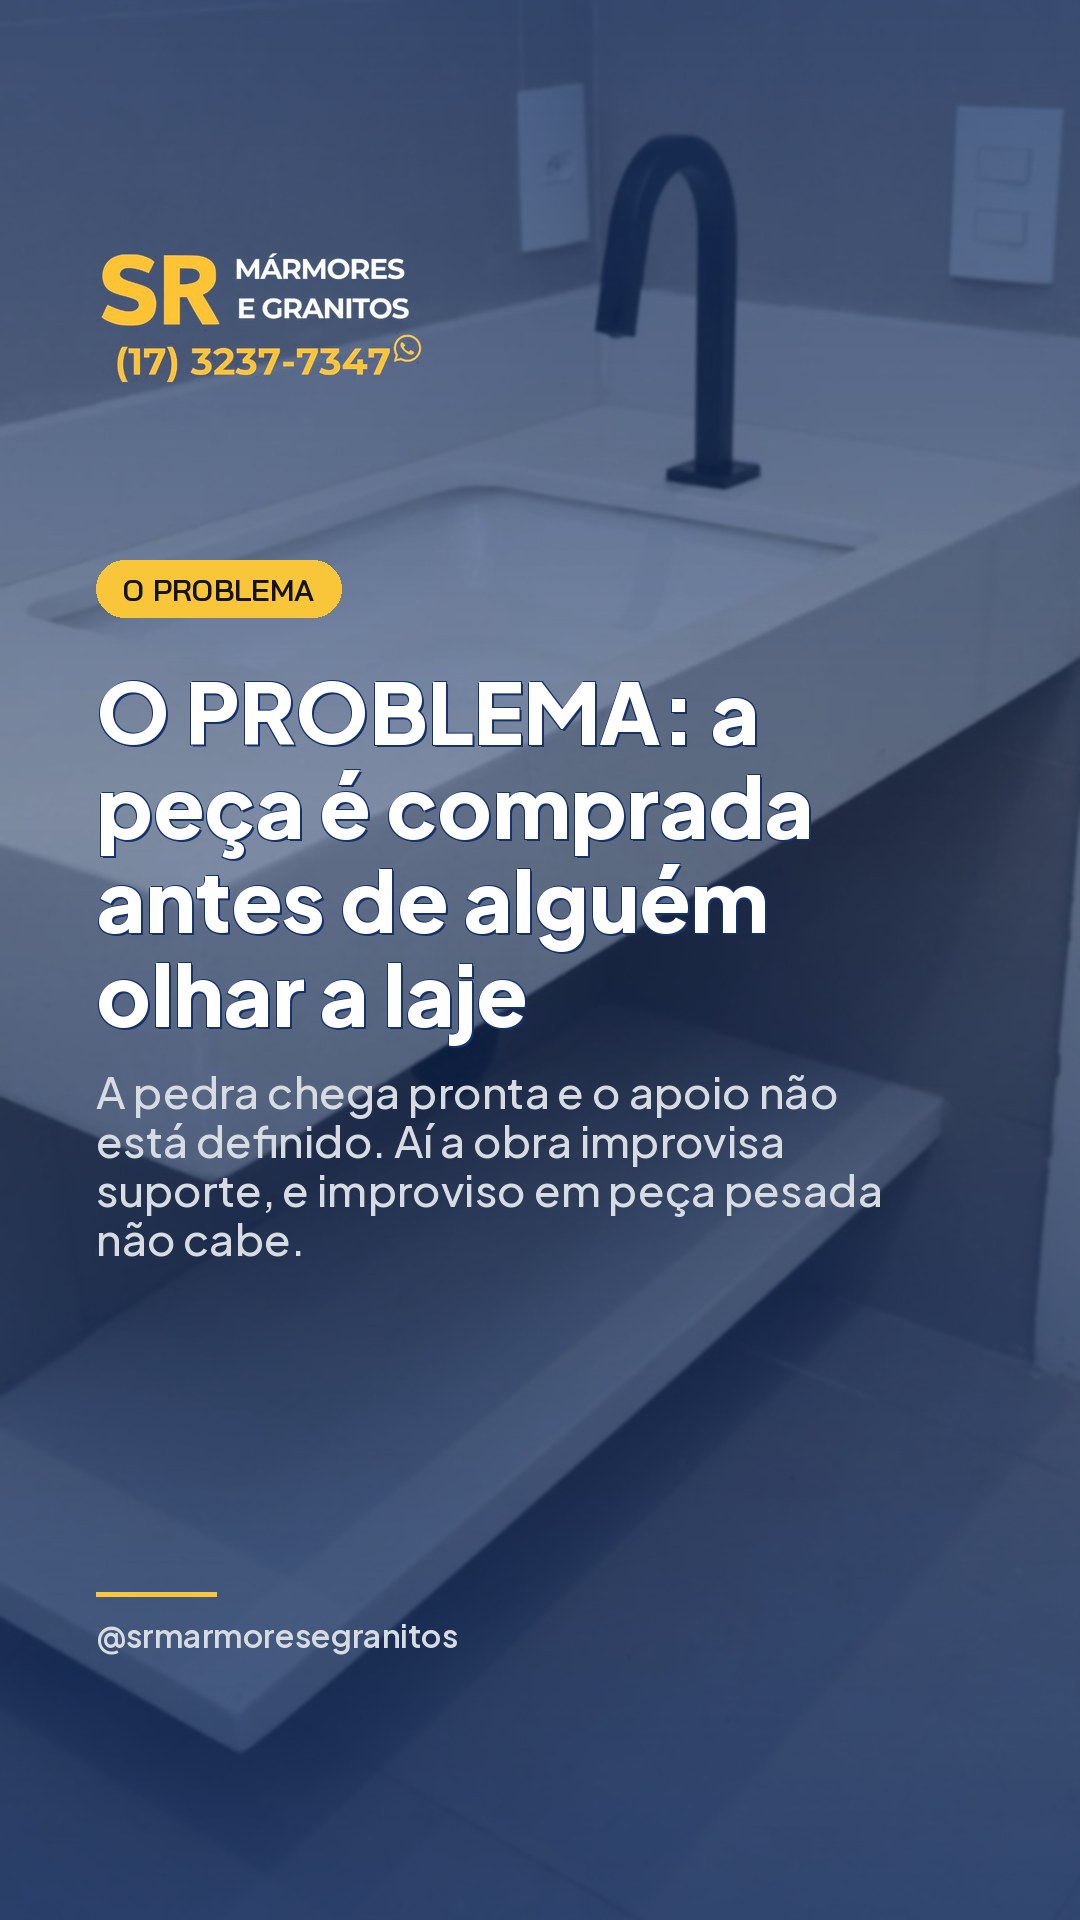 SR MÁRMORES
E GRANITOS
(17) 3237-7347
O PROBLEMA
O PROBLEMA: a
peça é comprada
antes de alguém
olhar a laje
A pedra chega pronta e o apoio não
está definido. Aí a obra improvisa
suporte, e improviso em peça pesada
não cabe.
@srmarmoresegranitos